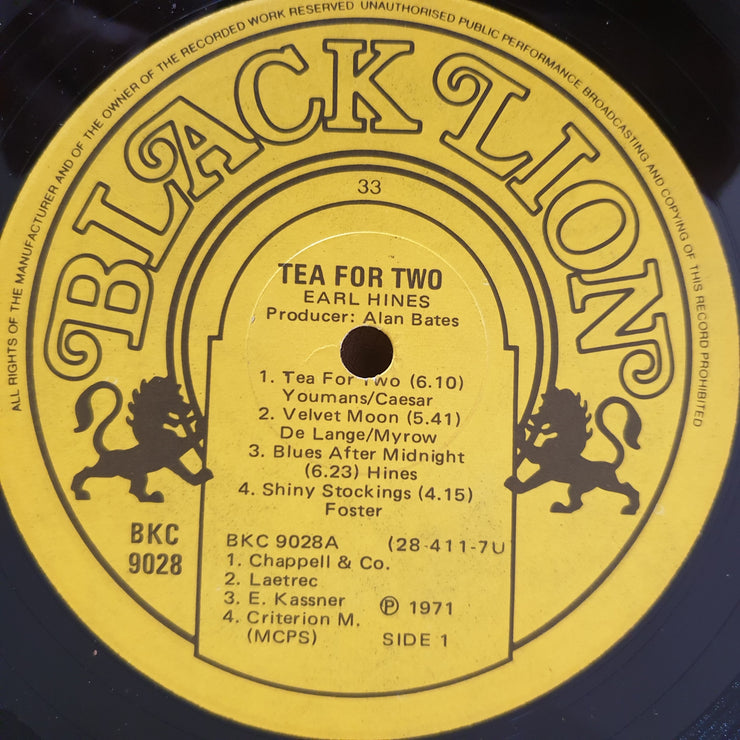 ALL RIGHTS OF THE MANUFACTURER AND OF THE OWNER OF THE RECORDED WORK RESERVED UNAUTHORISED PUBLIC PERFORMANCE BROADCASTING AND COPYING OF THIS RECORD PROHIBITED
BLACK LION
33
TEA FOR TWO
EARL HINES
Producer: Alan Bates
1. Tea For Two (6.10)
Youmans/Caesar
2. Velvet Moon (5.41)
De Lange/Myrow
3. Blues After Midnight
(6.23) Hines
4. Shiny Stockings (4.15)
Foster
BKC
9028
BKC 9028A (28-411-7U
1. Chappell & Co.
2. Laetrec
3. E. Kassner ℗ 1971
4. Criterion M.
(MCPS) SIDE 1